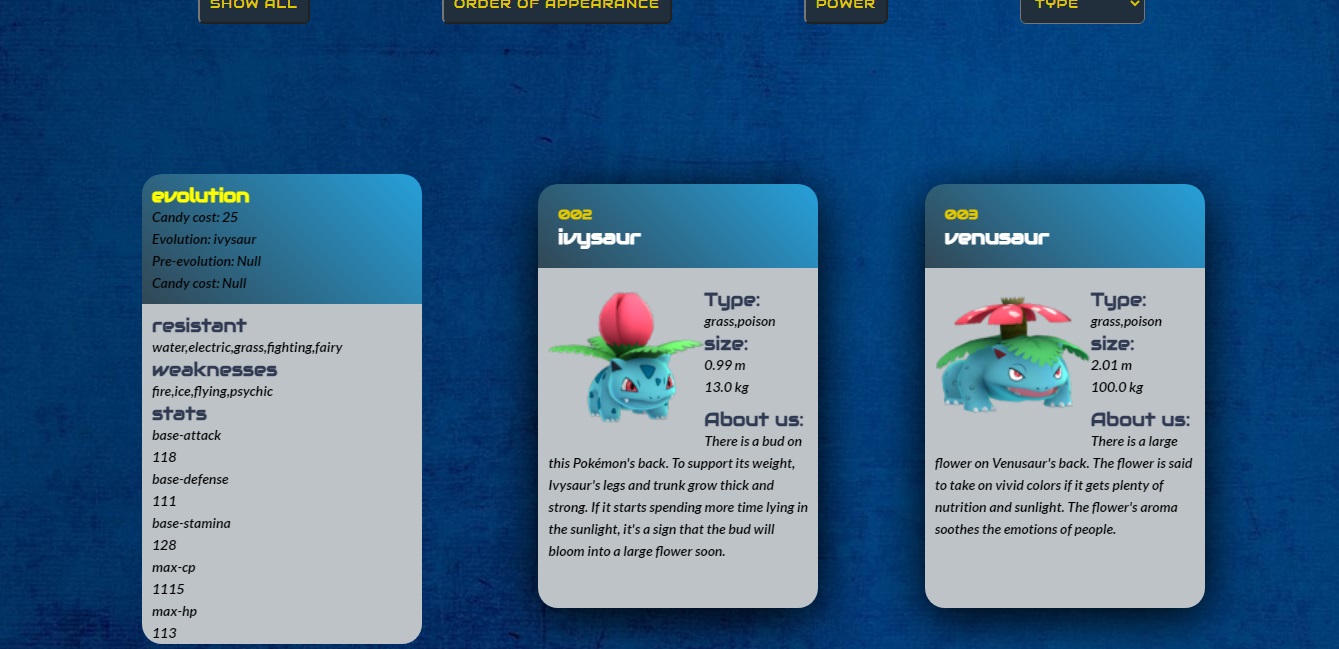 SHOW ALL
ORDER OF APPEARANCE
POWER
TYPE
evolution
Candy cost: 25
Evolution: ivysaur
Pre-evolution: Null
Candy cost: Null
resistant
water,electric,grass,fighting,fairy
weaknesses
fire,ice,flying,psychic
stats
base-attack
118
base-defense
111
base-stamina
128
max-cp
1115
max-hp
113
002
ivysaur
Type:
grass,poison
size:
0.99 m
13.0 kg
About us:
There is a bud on
this Pokémon's back. To support its weight,
Ivysaur's legs and trunk grow thick and
strong. If it starts spending more time lying in
the sunlight, it's a sign that the bud will
bloom into a large flower soon.
003
venusaur
Type:
grass,poison
size:
2.01 m
100.0 kg
About us:
There is a large
flower on Venusaur's back. The flower is said
to take on vivid colors if it gets plenty of
nutrition and sunlight. The flower's aroma
soothes the emotions of people.